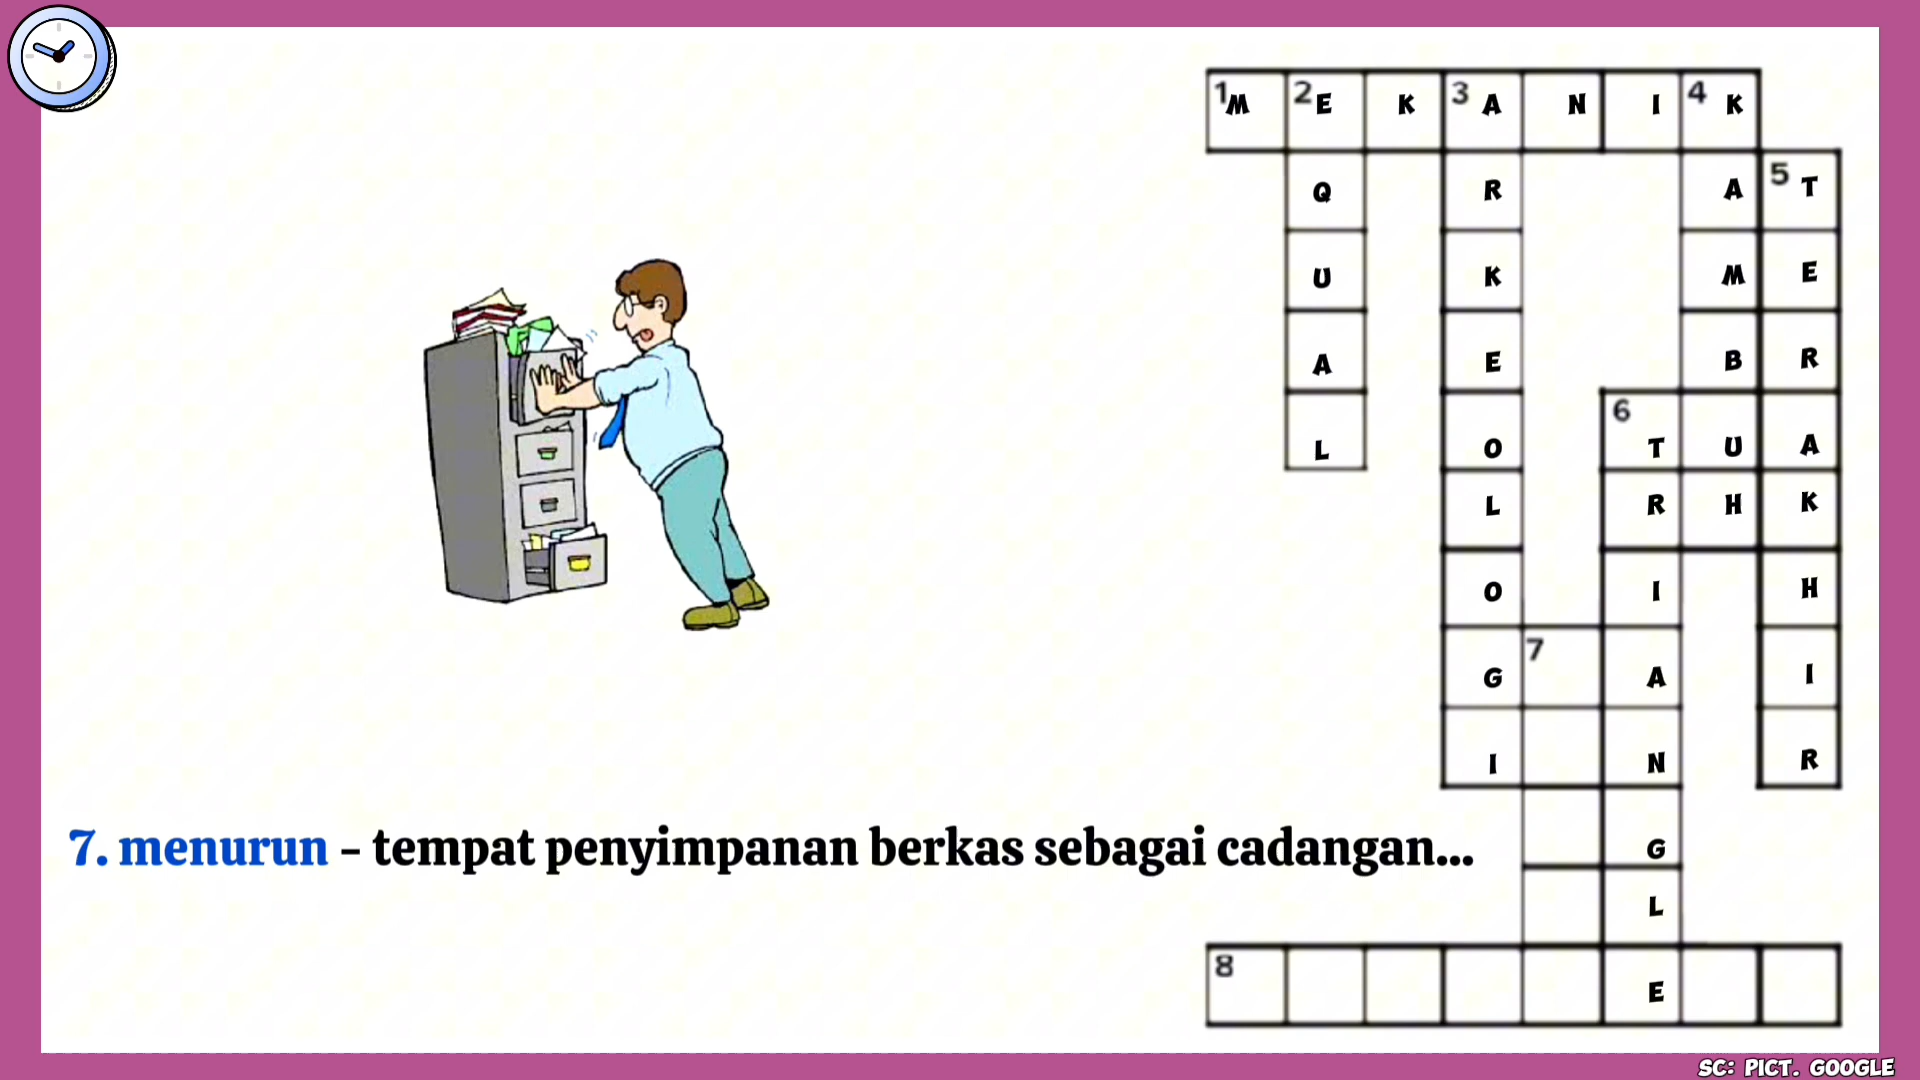 1 M 2 E K 3 A N I 4 K
Q R A 5 T
U K M E
A E B R
L O 6 T U A
L R H K
O I H
G 7 A I
I N R
7. menurun - tempat penyimpanan berkas sebagai cadangan... G
L
8 E
SC: PICT. GOOGLE